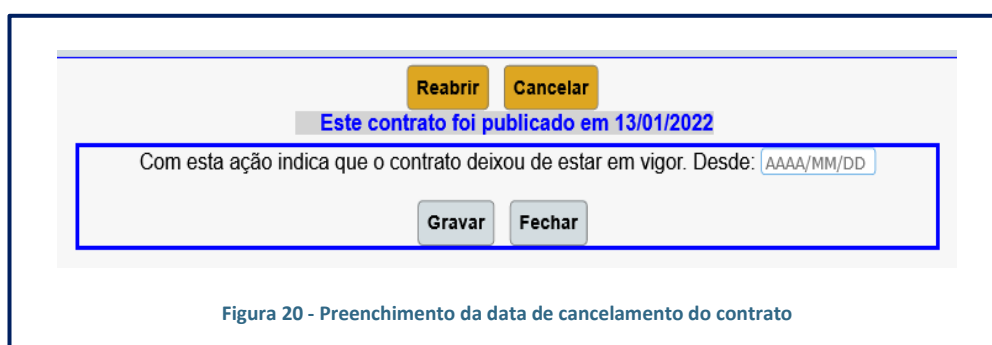 Reabrir Cancelar
Este contrato foi publicado em 13/01/2022
Com esta ação indica que o contrato deixou de estar em vigor. Desde: AAAA/MM/DD
Gravar Fechar
Figura 20 - Preenchimento da data de cancelamento do contrato